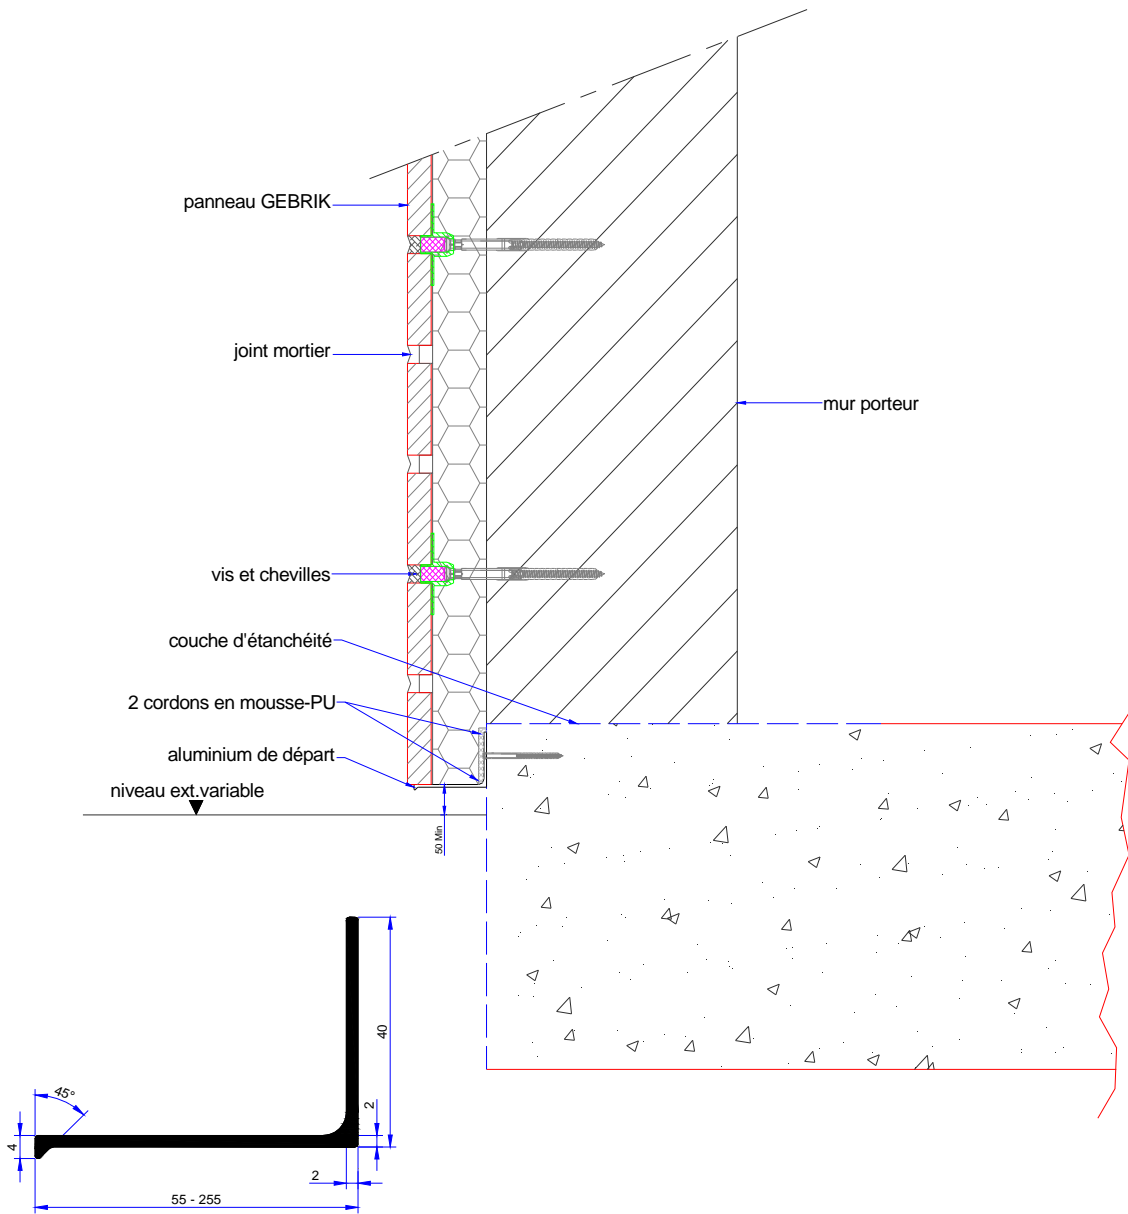 panneau GEBRIK
joint mortier
mur porteur
vis et chevilles
couche d'étanchéité
2 cordons en mousse-PU
aluminium de départ
niveau ext.variable
50 Min
40
45°
2
4
2
55 - 255